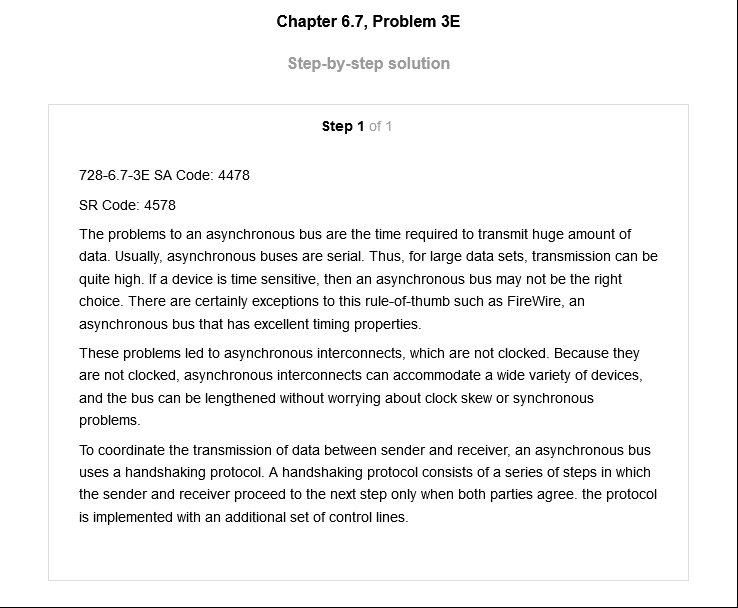 Chapter 6.7, Problem 3E
Step-by-step solution
Step 1 of 1
728-6.7-3E SA Code: 4478
SR Code: 4578
The problems to an asynchronous bus are the time required to transmit huge amount of
data. Usually, asynchronous buses are serial. Thus, for large data sets, transmission can be
quite high. If a device is time sensitive, then an asynchronous bus may not be the right
choice. There are certainly exceptions to this rule-of-thumb such as FireWire, an
asynchronous bus that has excellent timing properties.
These problems led to asynchronous interconnects, which are not clocked. Because they
are not clocked, asynchronous interconnects can accommodate a wide variety of devices,
and the bus can be lengthened without worrying about clock skew or synchronous
problems.
To coordinate the transmission of data between sender and receiver, an asynchronous bus
uses a handshaking protocol. A handshaking protocol consists of a series of steps in which
the sender and receiver proceed to the next step only when both parties agree. the protocol
is implemented with an additional set of control lines.